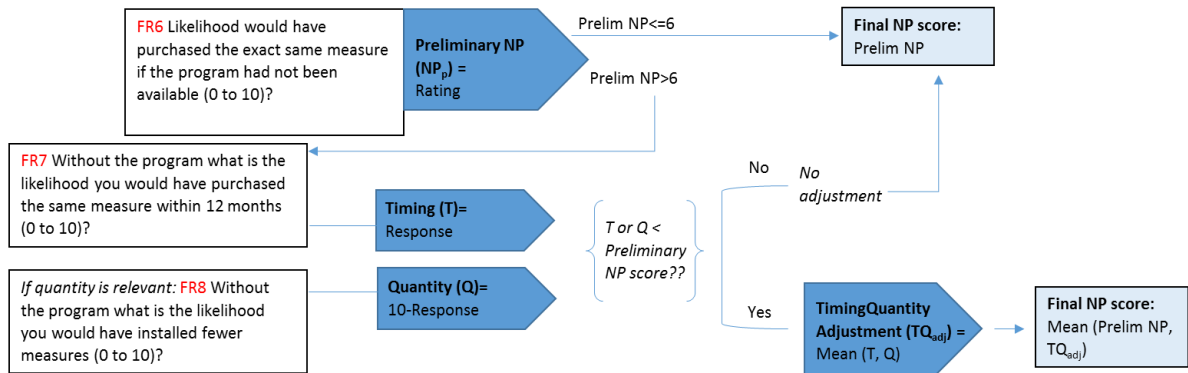 FR6 Likelihood would have
purchased the exact same measure
if the program had not been
available (0 to 10)?
Preliminary NP
(NPp) =
Rating
Prelim NP<=6
Prelim NP>6
Final NP score:
Prelim NP
FR7 Without the program what is the
likelihood you would have purchased
the same measure within 12 months
(0 to 10)?
Timing (T)=
Response
If quantity is relevant: FR8 Without
the program what is the likelihood
you would have installed fewer
measures (0 to 10)?
Quantity (Q)=
10-Response
T or Q <
Preliminary
NP score??
No
No
adjustment
Yes
TimingQuantity
Adjustment (TQadj) =
Mean (T, Q)
Final NP score:
Mean (Prelim NP,
TQadj)